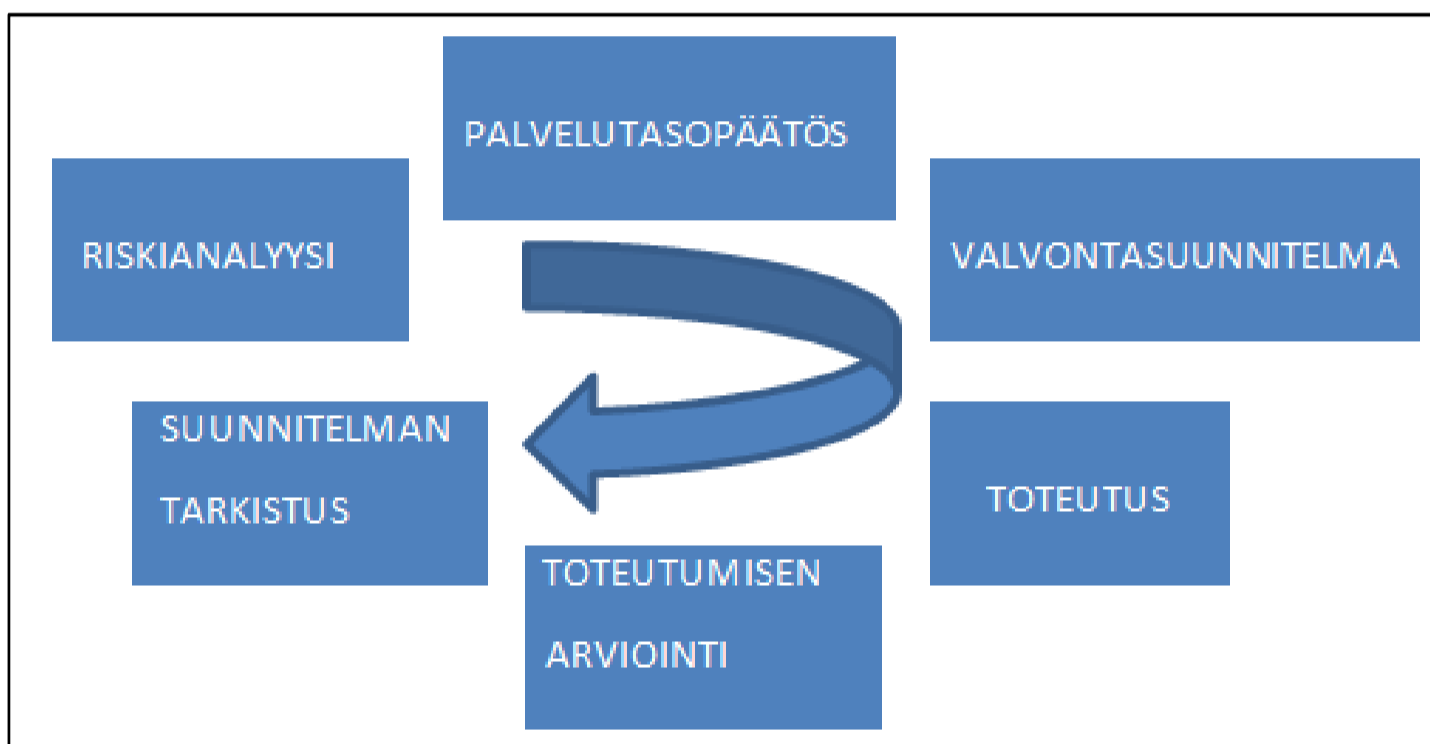 PALVELUTASOPÄÄTÖS
RISKIANALYYSI
VALVONTASUUNNITELMA
SUUNNITELMAN
TARKISTUS
TOTEUTUS
TOTEUTUMISEN
ARVIOINTI